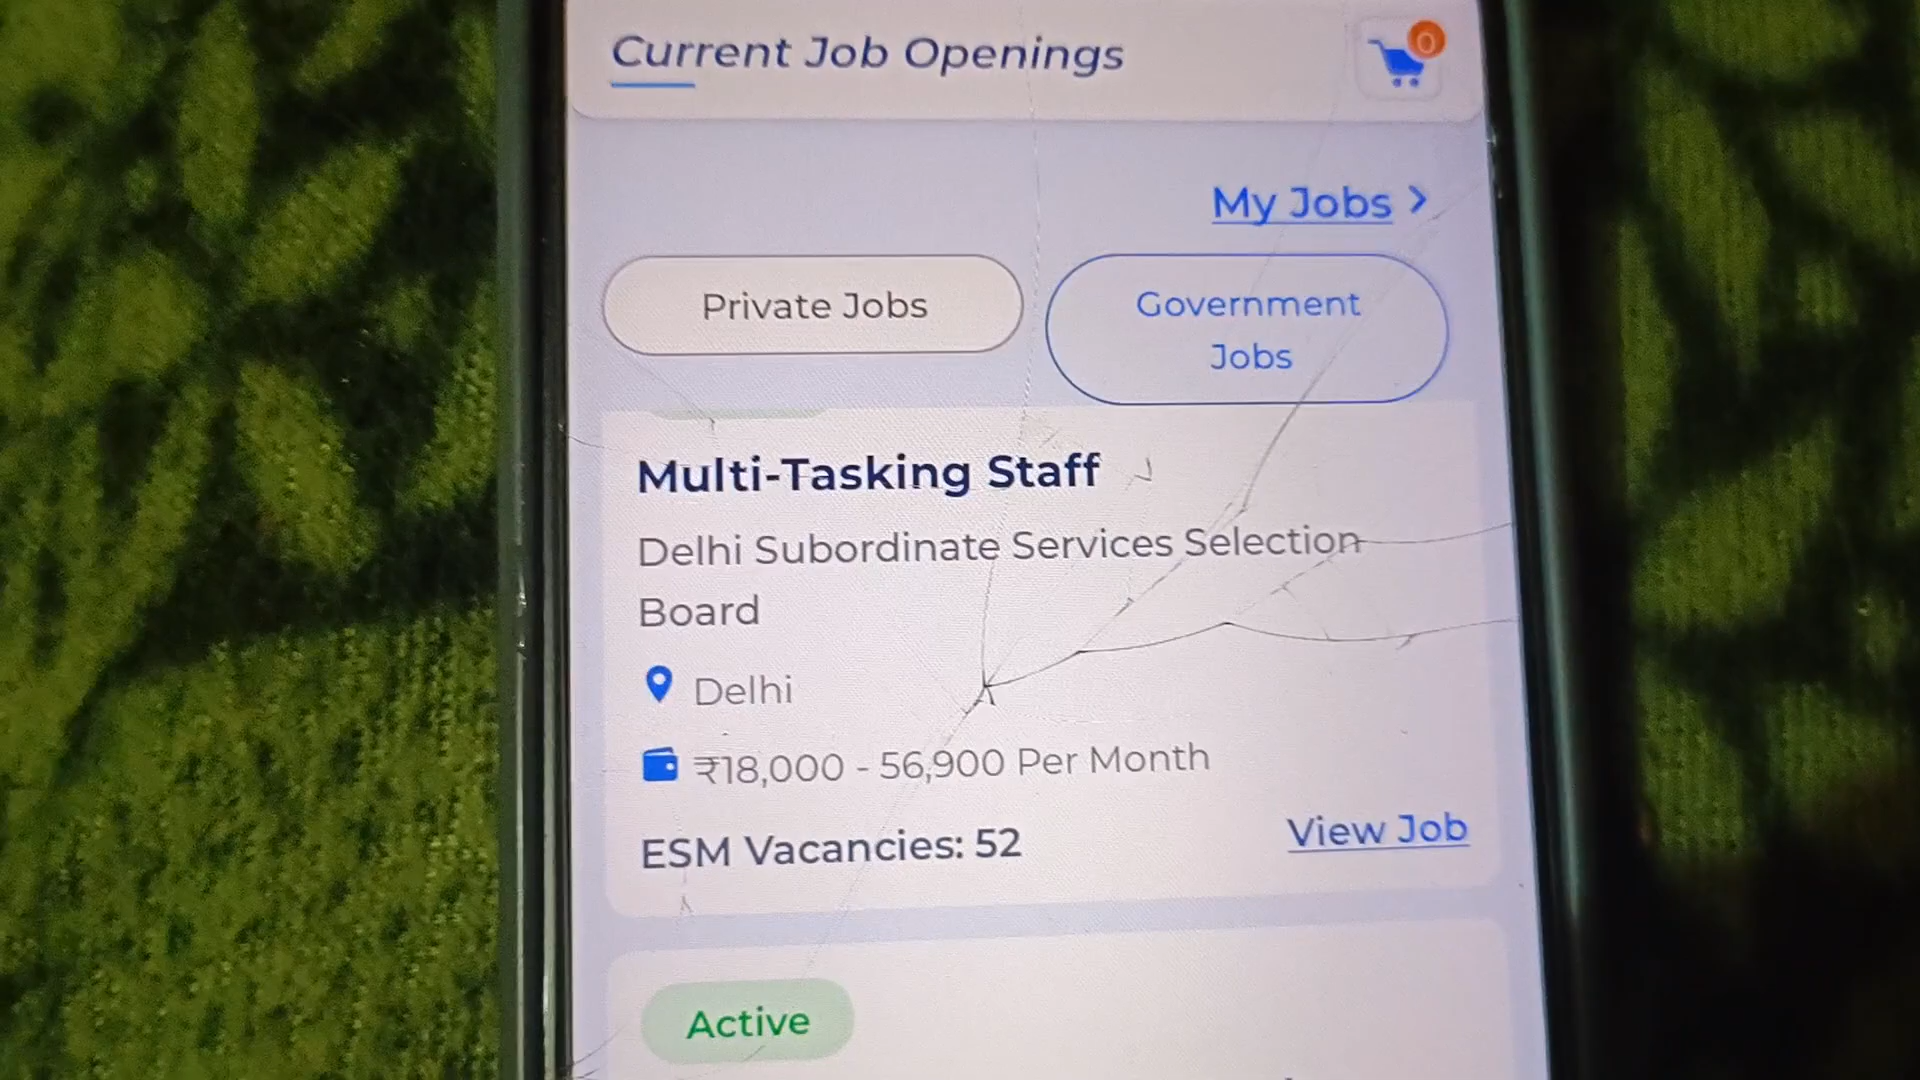 Current Job Openings
0
My Jobs >
Private Jobs
Government
Jobs
Multi-Tasking Staff
Delhi Subordinate Services Selection
Board
Delhi
₹18,000 - 56,900 Per Month
ESM Vacancies: 52
View Job
Active